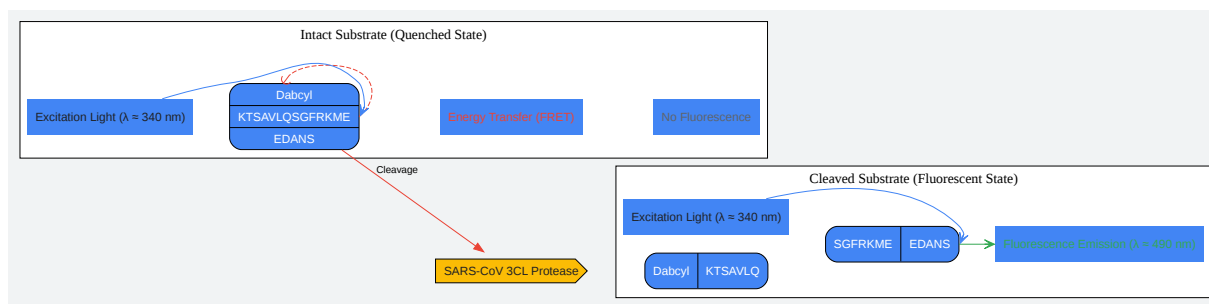 Intact Substrate (Quenched State)
Excitation Light (λ ≈ 340 nm)
Dabcyl
KTSAVLQSGFRKME
EDANS
Energy Transfer (FRET)
No Fluorescence
Cleavage
SARS-CoV 3CL Protease
Cleaved Substrate (Fluorescent State)
Excitation Light (λ ≈ 340 nm)
Dabcyl
KTSAVLQ
SGFRKME
EDANS
Fluorescence Emission (λ ≈ 490 nm)